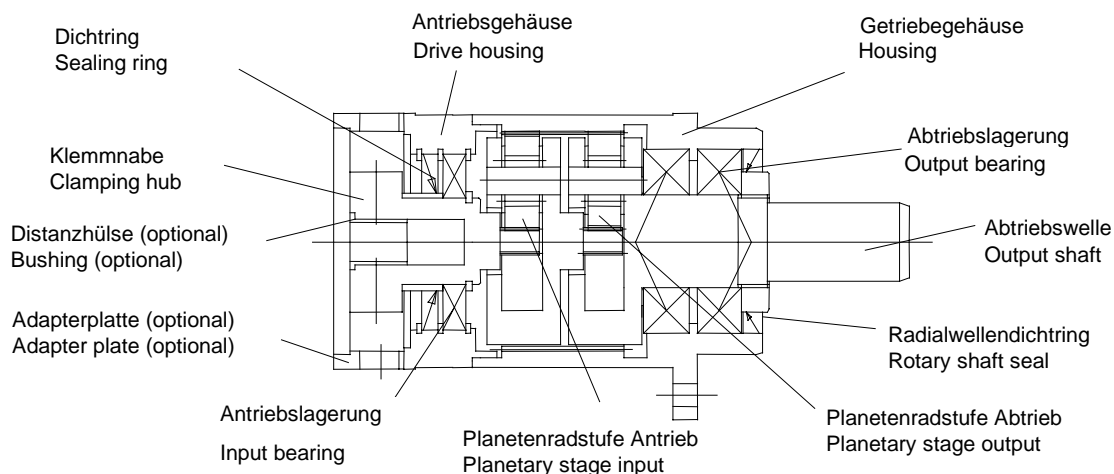 Dichtring
Sealing ring
Antriebsgehäuse
Drive housing
Getriebegehäuse
Housing
Klemmnabe
Clamping hub
Abtriebslagerung
Output bearing
Distanzhülse (optional)
Bushing (optional)
Abtriebswelle
Output shaft
Adapterplatte (optional)
Adapter plate (optional)
Radialwellendichtring
Rotary shaft seal
Antriebslagerung
Input bearing
Planetenradstufe Antrieb
Planetary stage input
Planetenradstufe Abtrieb
Planetary stage output